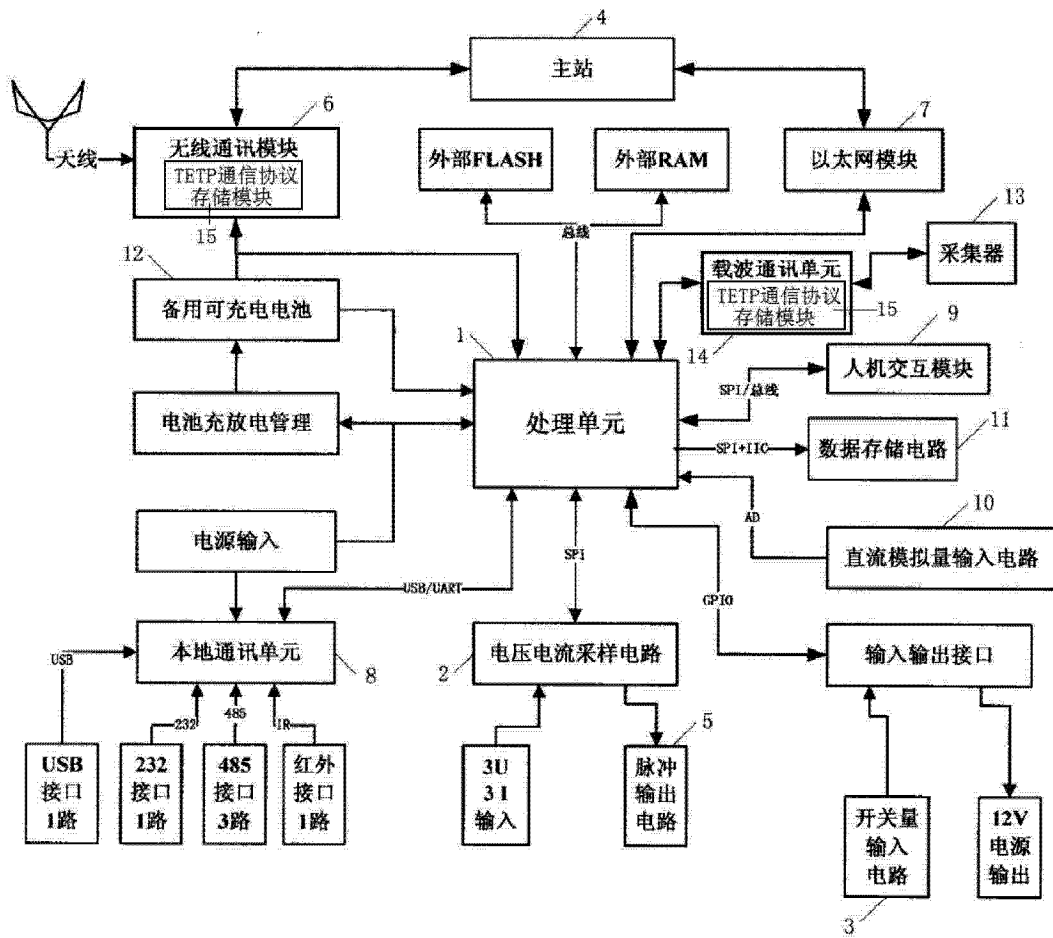 4
主站
6
7
天线
无线通讯模块
TETP通信协议
存储模块
15
外部FLASH
外部RAM
以太网模块
总线
13
采集器
12
备用可充电电池
载波通讯单元
TETP通信协议
存储模块
15
14
9
人机交互模块
SPI/总线
1
处理单元
电池充放电管理
11
SPI+IIC
数据存储电路
10
AD
直流模拟量输入电路
电源输入
SPI
USB/UART
GPIO
USB
本地通讯单元
8
2
电压电流采样电路
输入输出接口
232
485
IR
5
USB
接口
1路
232
接口
1路
485
接口
3路
红外
接口
1路
3U
3I
输入
脉冲
输出
电路
开关量
输入
电路
12V
电源
输出
3